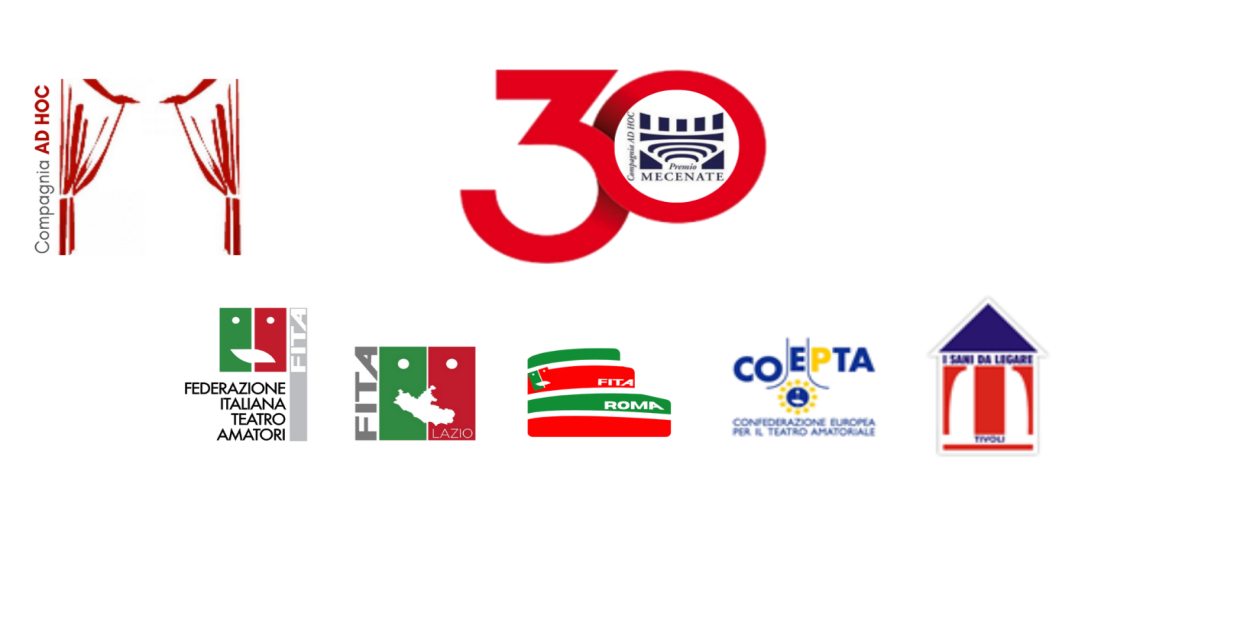 Compagnia AD HOC
30
Compagnia AD HOC
Premio
MECENATE
FITA
FEDERAZIONE
ITALIANA
TEATRO
AMATORI
FITA
LAZIO
FITA
ROMA
COEPTA
CONFEDERAZIONE EUROPEA
PER IL TEATRO AMATORIALE
I SANI DA LEGARE
TIVOLI